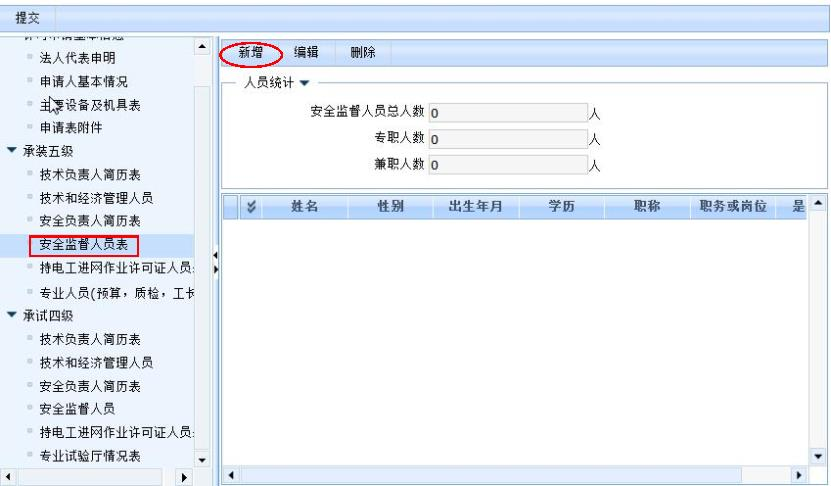 提交
法人代表申明
申请人基本情况
主要设备及机具表
申请表附件
承装五级
技术负责人简历表
技术和经济管理人员
安全负责人简历表
安全监督人员表
持电工进网作业许可证人员
专业人员(预算，质检，工长
承试四级
技术负责人简历表
技术和经济管理人员
安全负责人简历表
安全监督人员
持电工进网作业许可证人员
专业试验厅情况表
新增 编辑 删除
人员统计
安全监督人员总人数 0 人
专职人数 0 人
兼职人数 0 人
姓名 性别 出生年月 学历 职称 职务或岗位 是